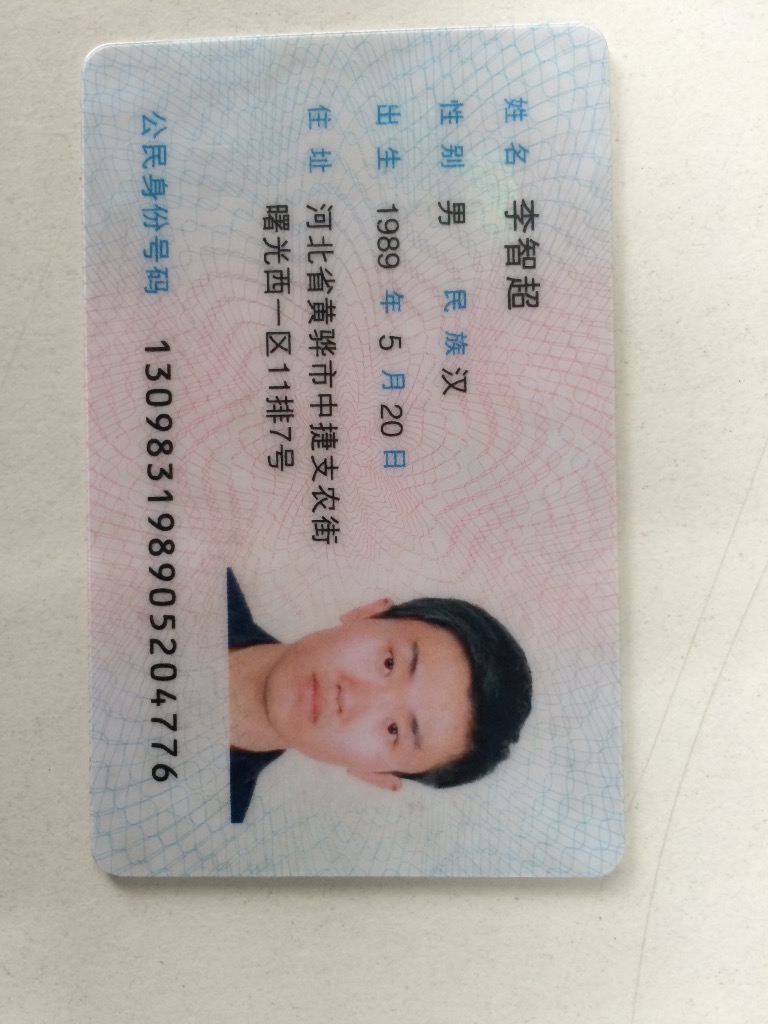 姓名 李智超
性别 男 民族 汉
出生 1989 年 5 月 20 日
住址 河北省黄骅市中捷支农街
曙光西一区11排7号
公民身份号码 130983198905204776